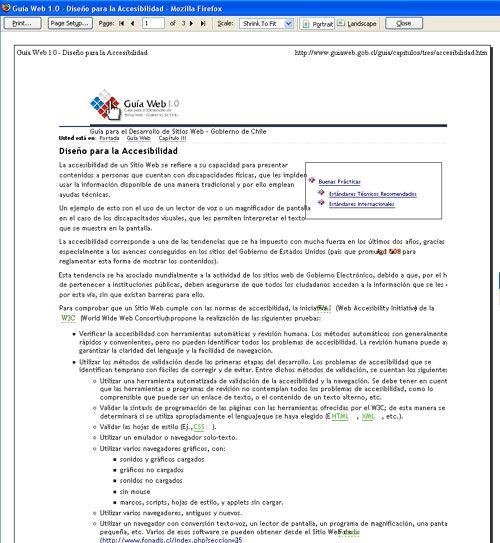 Guía Web 1.0 - Diseño para la Accesibilidad - Mozilla Firefox
Print... Page Setup... Page: 1 of 3 Scale: Shrink To Fit Portrait Landscape Close
Guía Web 1.0 - Diseño para la Accesibilidad http://www.guiaweb.gob.cl/guia/capitulos/tres/accesibilidad.htm
Guía Web 1.0
Guía para el Desarrollo de
Sitios Web - Gobierno de Chile
Guía para el Desarrollo de Sitios Web - Gobierno de Chile
Usted está en: Portada Guía Web Capítulo III
Diseño para la Accesibilidad
La accesibilidad de un Sitio Web se refiere a su capacidad para presentar
contenidos a personas que cuentan con discapacidades físicas, que les impiden
usar la información disponible de una manera tradicional y por ello emplean
ayudas técnicas.
Buenas Prácticas
Estándares Técnicos Recomendados
Estándares Internacionales
Un ejemplo de esto son el uso de un lector de voz o un magnificador de pantalla
en el caso de los discapacitados visuales, que les permiten interpretar el texto
que se muestra en la pantalla.
La accesibilidad corresponde a una de las tendencias que se ha impuesto con mucha fuerza en los últimos dos años, gracias
especialmente a los avances conseguidos en los sitios del Gobierno de Estados Unidos (país que 508 para
reglamentar esta forma de mostrar los contenidos).
Esta tendencia se ha asociado mundialmente a la actividad de los sitios web de Gobierno Electrónico, debido a que, por el h
de pertenecer a instituciones públicas, deben asegurarse de que todos los ciudadanos accedan a la información que se les
por esta vía, sin que existan barreras para ello.
Para comprobar que un Sitio Web cumple con las normas de accesibilidad, la iniciativa (Web Accesibility Initiative) de la
W3C (World Wide Web Consortium) propone la realización de las siguientes pruebas:
Verificar la accesibilidad con herramientas automáticas y revisión humana. Los métodos automáticos son generalmente
rápidos y convenientes, pero no pueden identificar todos los problemas de accesibilidad. La revisión humana puede ay
garantizar la claridad del lenguaje y la facilidad de navegación.
Utilizar los métodos de validación desde las primeras etapas del desarrollo. Los problemas de accesibilidad que se
identifican temprano son fáciles de corregir y de evitar. Entre dichos métodos de validación, se cuentan los siguientes
Utilizar una herramienta automatizada de validación de la accesibilidad y la navegación. Se debe tener en cuent
que las herramientas o programas de revisión no contemplan todos los problemas de accesibilidad, como lo
comprensible que puede ser un enlace de texto, o el contenido de un texto alterno, etc.
Validar la sintaxis de programación de las páginas con las herramientas ofrecidas por el W3C; de esta manera se
determinará si se utiliza apropiadamente el lenguaje que se haya elegido (E HTML , XML , etc.).
Validar las hojas de estilo (Ej., CSS ).
Utilizar un emulador o navegador solo-texto.
Utilizar varios navegadores gráficos, con:
sonidos y gráficos cargados
gráficos no cargados
sonidos no cargados
sin mouse
marcos, scripts, hojas de estilo, y applets sin cargar.
Utilizar varios navegadores, antiguos y nuevos.
Utilizar un navegador con conversión texto-voz, un lector de pantalla, un programa de magnificación, una panta
pequeña, etc. Varios de esos software se pueden obtener desde el Sitio
(http://www.fonadis.cl/index.php?seccion=35